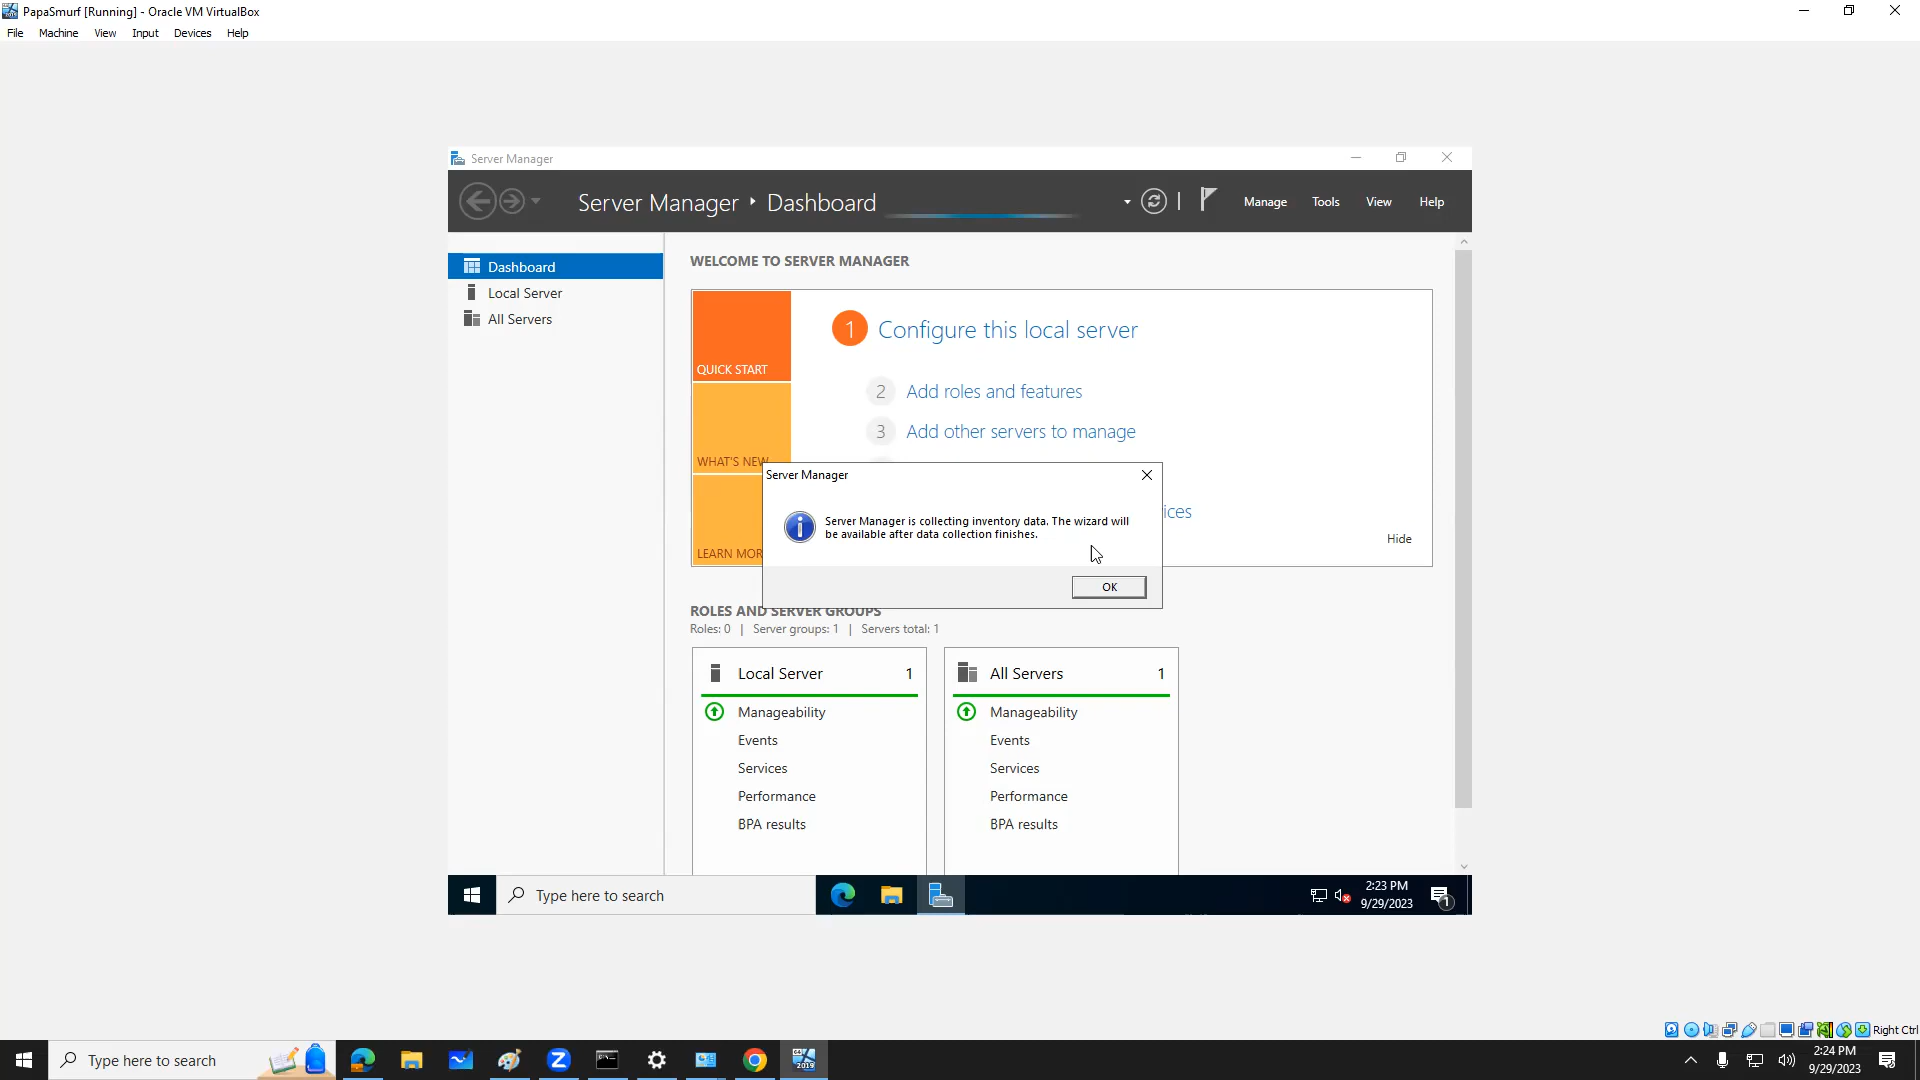 PapaSmurf [Running] - Oracle VM VirtualBox
File Machine View Input Devices Help
Server Manager
Server Manager ‣ Dashboard
Manage Tools View Help
Dashboard
Local Server
All Servers
WELCOME TO SERVER MANAGER
QUICK START
WHAT'S NEW
LEARN MOR
1 Configure this local server
2 Add roles and features
3 Add other servers to manage
ices
Hide
Server Manager
Server Manager is collecting inventory data. The wizard will
be available after data collection finishes.
OK
ROLES AND SERVER GROUPS
Roles: 0 | Server groups: 1 | Servers total: 1
Local Server 1
Manageability
Events
Services
Performance
BPA results
All Servers 1
Manageability
Events
Services
Performance
BPA results
Type here to search
2:23 PM
9/29/2023
1
Right Ctrl
Type here to search
2019
2:24 PM
9/29/2023